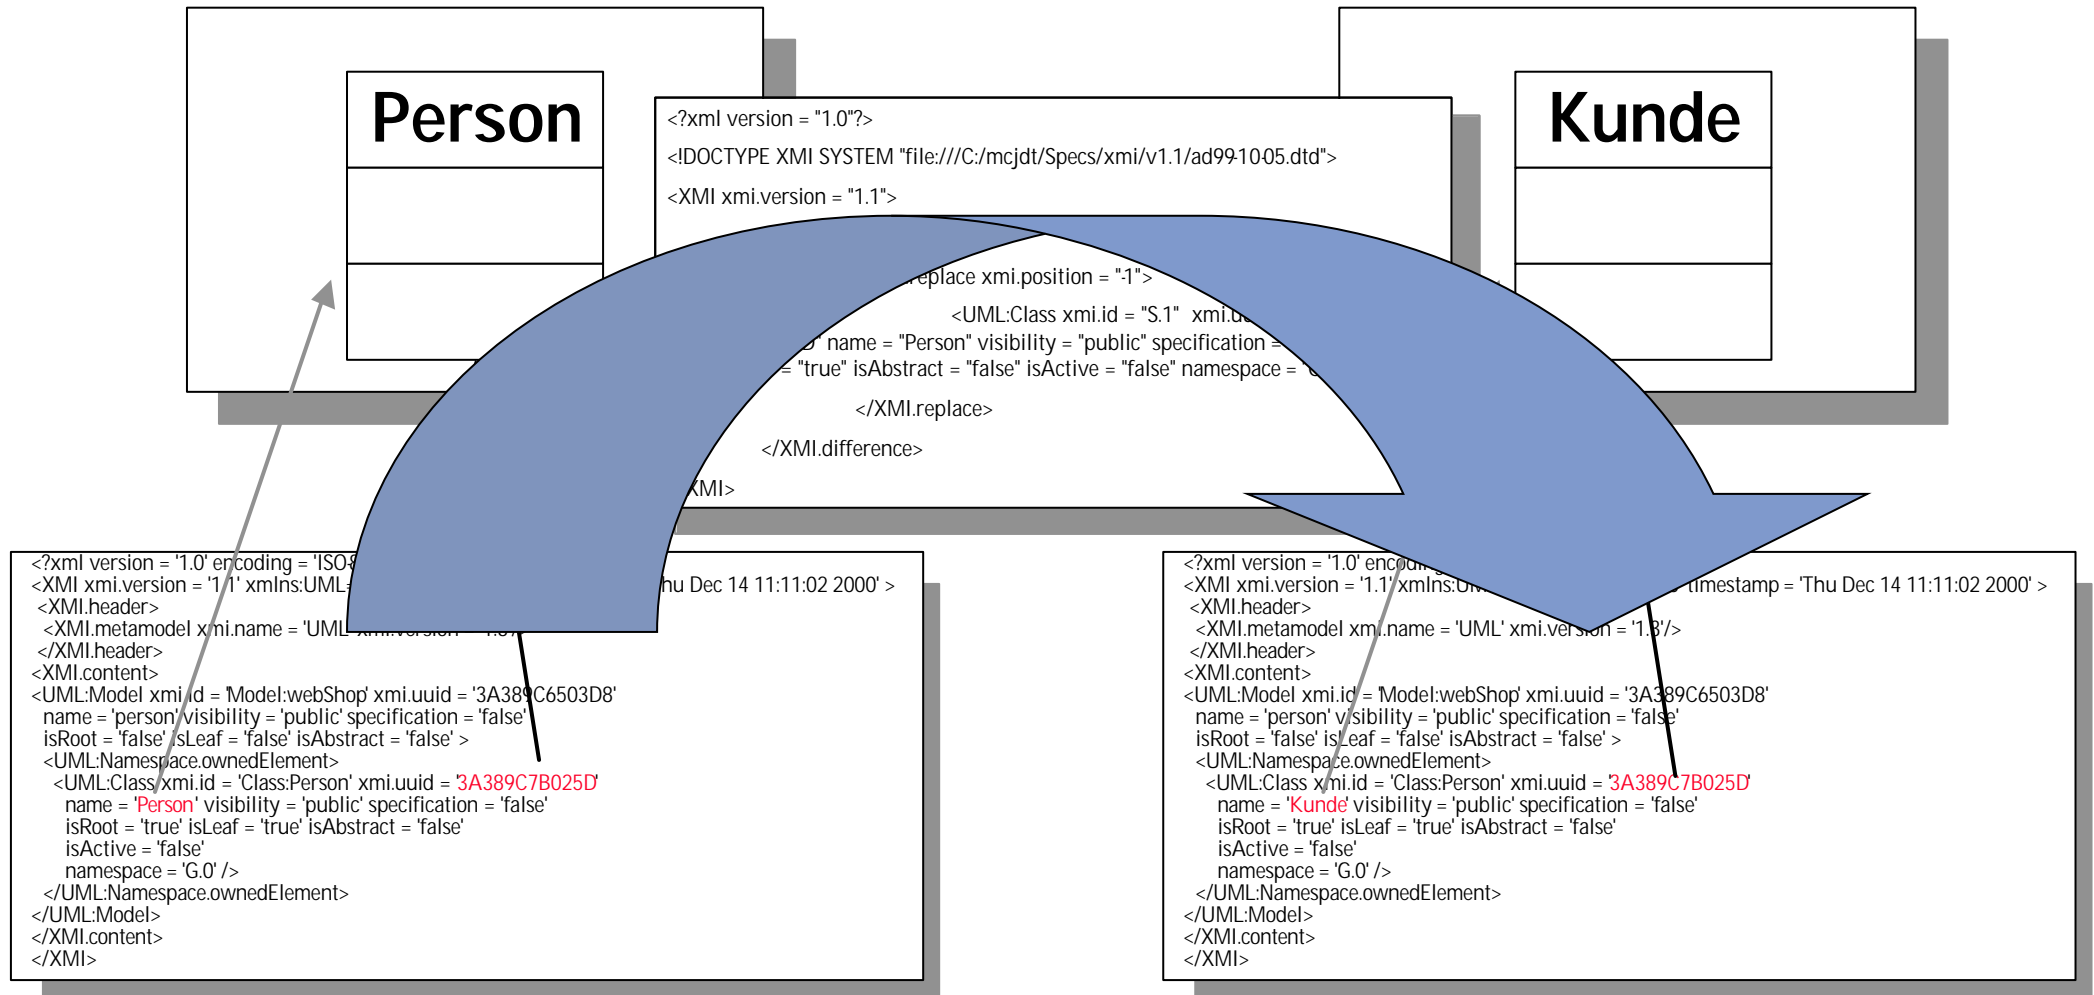 Person
Kunde
<?xml version = "1.0"?>
<!DOCTYPE XMI SYSTEM "file:///C:/mcjdt/Specs/xmi/v1.1/ad99-10-05.dtd">
<XMI xmi.version = "1.1">
xmi.position = "-1">
<UML:Class xmi.id = "S.1"
name = "Person" visibility = "public" specification =
= "true" isAbstract = "false" isActive = "false" namespace =
</XMI.replace>
</XMI.difference>
XMI>
<?xml version = '1.0' encoding =
<XMI xmi.version = '1.1'
Dec 14 11:11:02 2000' >
<XMI.header>
<XMI.metamodel xmi.name = 'UML'
</XMI.header>
<XMI.content>
<UML:Model xmi.id = 'Model:webShop' xmi.uuid = '3A389C6503D8'
name = 'person' visibility = 'public' specification = 'false'
isRoot = 'false' isLeaf = 'false' isAbstract = 'false' >
<UML:Namespace.ownedElement>
<UML:Class xmi.id = 'Class:Person' xmi.uuid = '3A389C7B025D'
name = 'Person' visibility = 'public' specification = 'false'
isRoot = 'true' isLeaf = 'true' isAbstract = 'false'
isActive = 'false'
namespace = 'G.0' />
</UML:Namespace.ownedElement>
</UML:Model>
</XMI.content>
</XMI>
<?xml version = '1.0'
<XMI xmi.version = '1.1'
timestamp = 'Thu Dec 14 11:11:02 2000' >
<XMI.header>
<XMI.metamodel xmi.name = 'UML' xmi.version = '1.3'/>
</XMI.header>
<XMI.content>
<UML:Model xmi.id = 'Model:webShop' xmi.uuid = '3A389C6503D8'
name = 'person' visibility = 'public' specification = 'false'
isRoot = 'false' isLeaf = 'false' isAbstract = 'false' >
<UML:Namespace.ownedElement>
<UML:Class xmi.id = 'Class:Person' xmi.uuid = '3A389C7B025D'
name = 'Kunde' visibility = 'public' specification = 'false'
isRoot = 'true' isLeaf = 'true' isAbstract = 'false'
isActive = 'false'
namespace = 'G.0' />
</UML:Namespace.ownedElement>
</UML:Model>
</XMI.content>
</XMI>